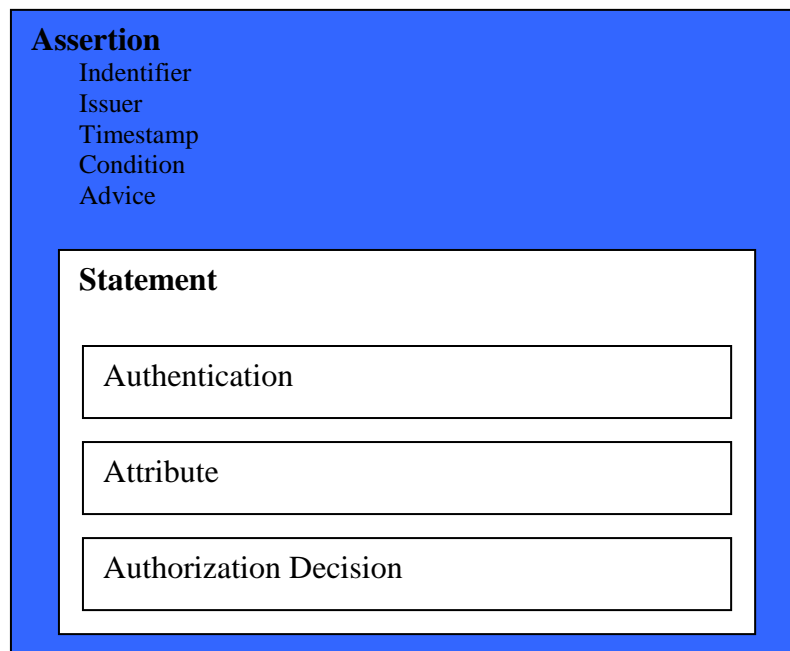 Assertion
Indentifier
Issuer
Timestamp
Condition
Advice
Statement
Authentication
Attribute
Authorization Decision